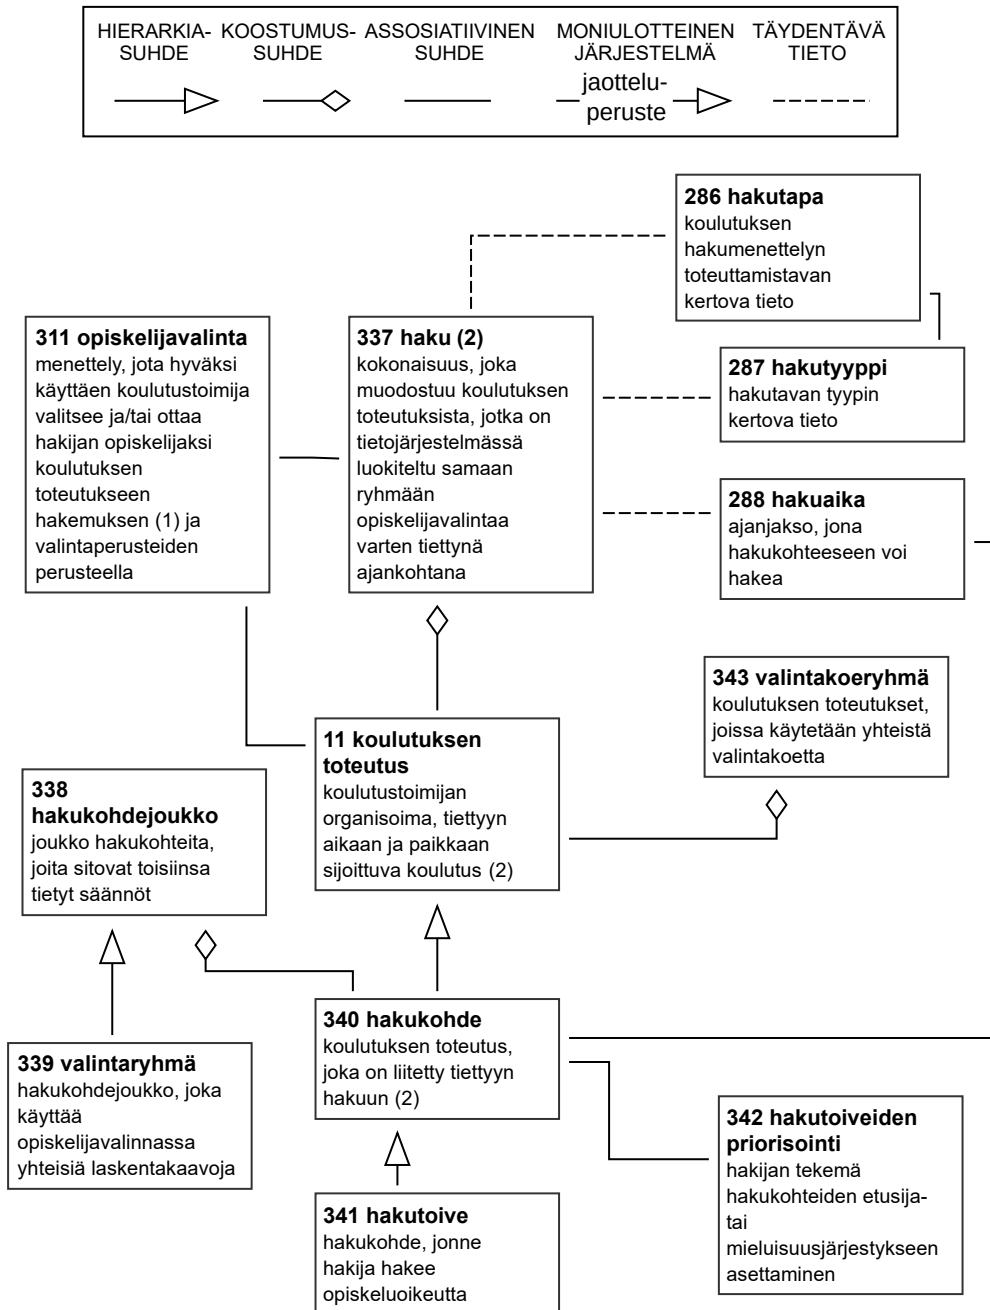 HIERARKIA-
SUHDE
KOOSTUMUS-
SUHDE
ASSOSIATIIVINEN
SUHDE
MONIULOTTEINEN
JÄRJESTELMÄ
jaottelu-
peruste
TÄYDENTÄVÄ
TIETO
286 hakutapa
koulutuksen
hakumenettelyn
toteuttamistavan
kertova tieto
311 opiskelijavalinta
menettely, jota hyväksi
käyttäen koulutustoimija
valitsee ja/tai ottaa
hakijan opiskelijaksi
koulutuksen
toteutukseen
hakemuksen (1) ja
valintaperusteiden
perusteella
337 haku (2)
kokonaisuus, joka
muodostuu koulutuksen
toteutuksista, jotka on
tietojärjestelmässä
luokiteltu samaan
ryhmään
opiskelijavalintaa
varten tiettynä
ajankohtana
287 hakutyyppi
hakutavan tyypin
kertova tieto
288 hakuaika
ajanjakso, jona
hakukohteeseen voi
hakea
343 valintakoeryhmä
koulutuksen toteutukset,
joissa käytetään yhteistä
valintakoetta
11 koulutuksen
toteutus
koulutustoimijan
organisoima, tiettyyn
aikaan ja paikkaan
sijoittuva koulutus (2)
338
hakukohdejoukko
joukko hakukohteita,
joita sitovat toisiinsa
tietyt säännöt
340 hakukohde
koulutuksen toteutus,
joka on liitetty tiettyyn
hakuun (2)
339 valintaryhmä
hakukohdejoukko, joka
käyttää
opiskelijavalinnassa
yhteisiä laskentakaavoja
342 hakutoiveiden
priorisointi
hakijan tekemä
hakukohteiden etusija-
tai
mieluisuusjärjestykseen
asettaminen
341 hakutoive
hakukohde, jonne
hakija hakee
opiskeluoikeutta